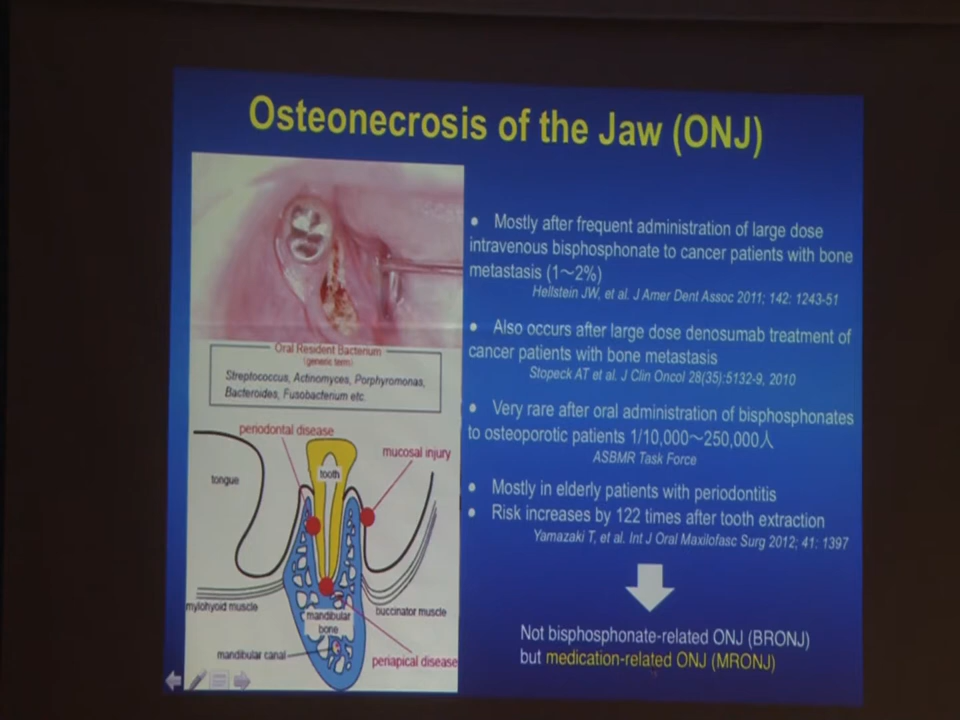 Osteonecrosis of the Jaw (ONJ)
Oral Resident Bacterium
(generic term)
Streptococcus, Actinomyces, Porphyromonas,
Bacteroides, Fusobacterium etc.
periodontal disease
mucosal injury
tooth
tongue
mylohyoid muscle
buccinator muscle
mandibular
bone
mandibular canal
periapical disease
● Mostly after frequent administration of large dose
intravenous bisphosphonate to cancer patients with bone
metastasis (1～2%)
Hellstein JW, et al. J Amer Dent Assoc 2011; 142: 1243-51
● Also occurs after large dose denosumab treatment of
cancer patients with bone metastasis
Stopeck AT et al. J Clin Oncol 28(35):5132-9, 2010
● Very rare after oral administration of bisphosphonates
to osteoporotic patients 1/10,000～250,000人
ASBMR Task Force
● Mostly in elderly patients with periodontitis
● Risk increases by 122 times after tooth extraction
Yamazaki T, et al. Int J Oral Maxilofasc Surg 2012; 41: 1397
Not bisphosphonate-related ONJ (BRONJ)
but medication-related ONJ (MRONJ)